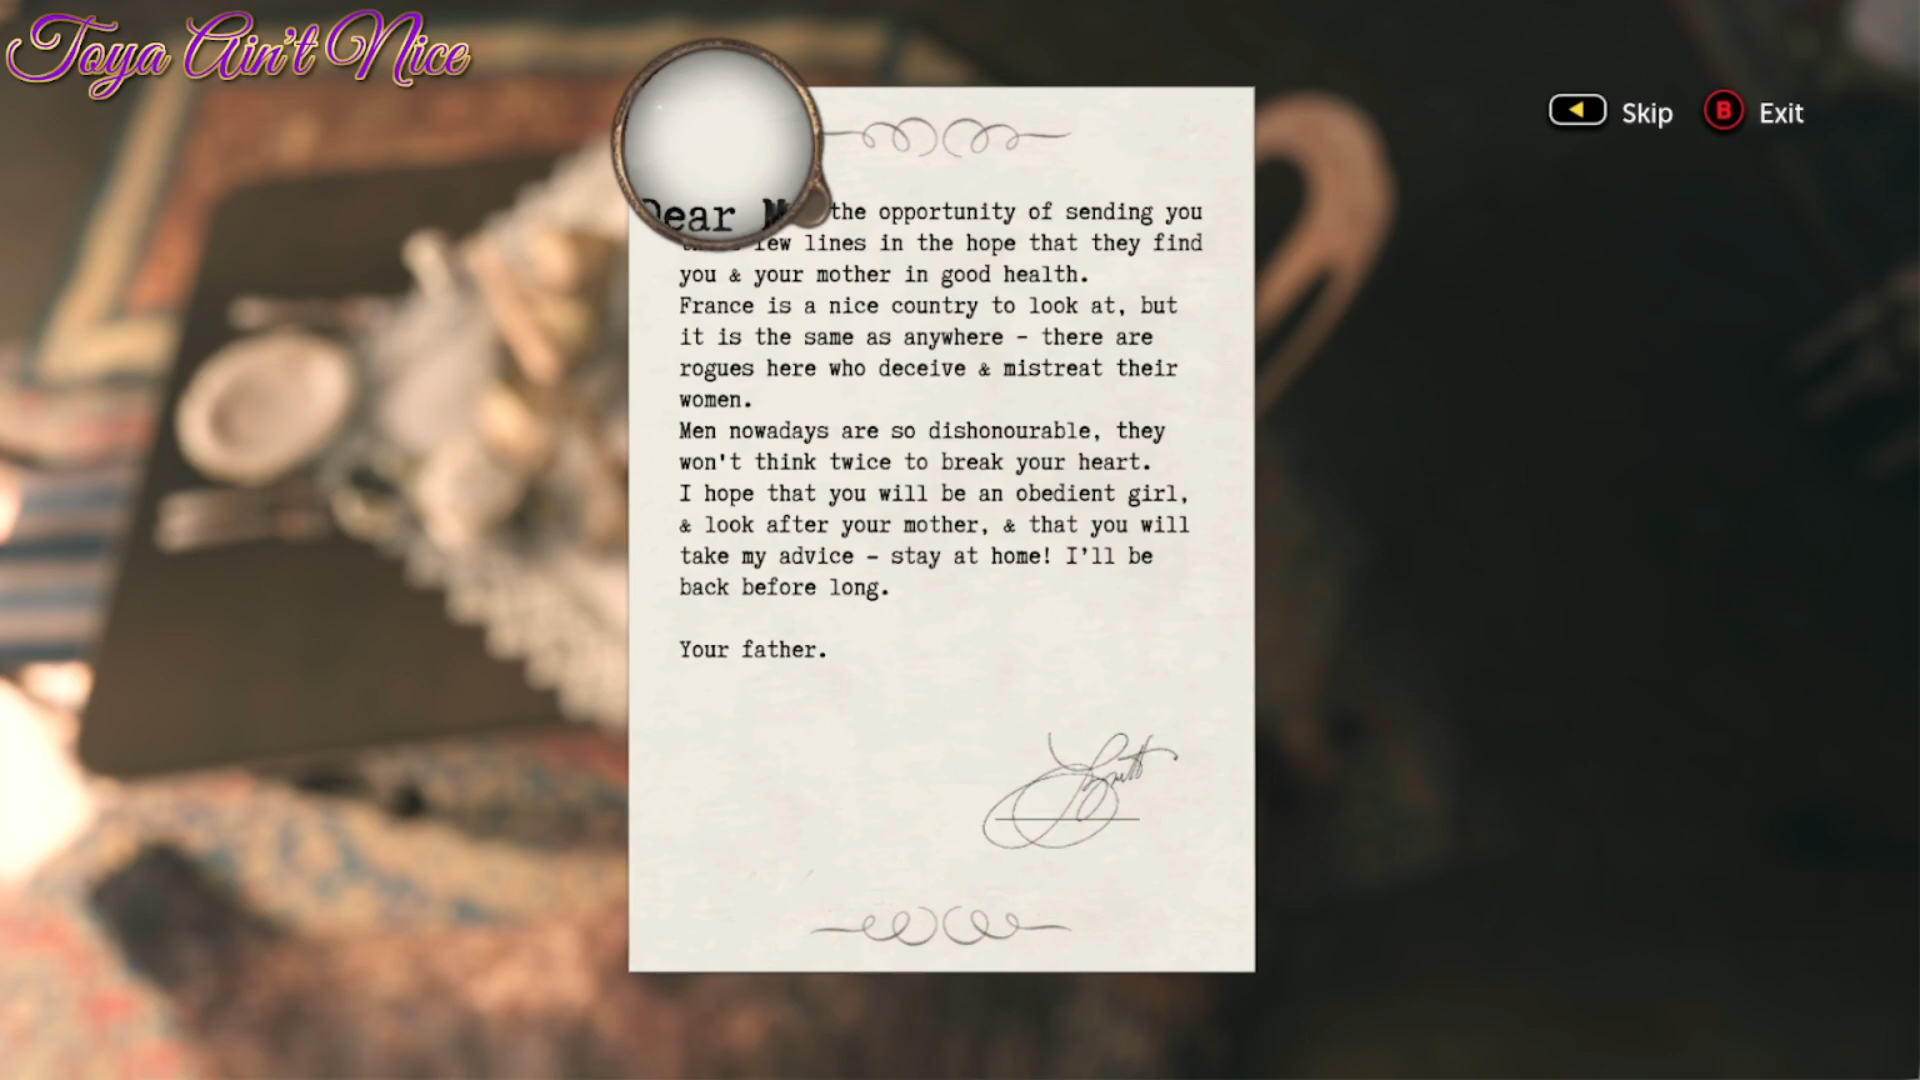 Toya Ain't Nice
Skip
B Exit
Dear
the opportunity of sending you
few lines in the hope that they find
you & your mother in good health.
France is a nice country to look at, but
it is the same as anywhere - there are
rogues here who deceive & mistreat their
women.
Men nowadays are so dishonourable, they
won't think twice to break your heart.
I hope that you will be an obedient girl,
& look after your mother, & that you will
take my advice - stay at home! I'll be
back before long.
Your father.